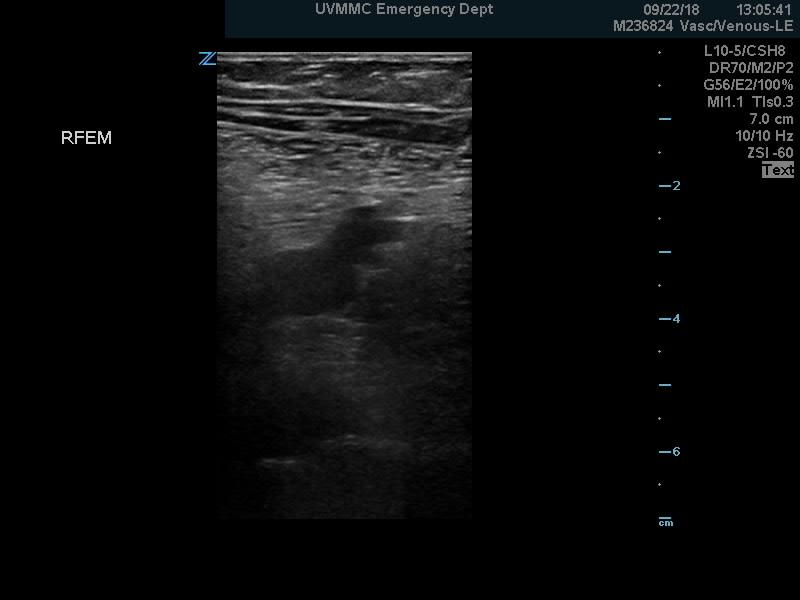 UVMMC Emergency Dept
09/22/18 13:05:41
M236824 Vasc/Venous-LE
L10-5/CSH8
DR70/M2/P2
G56/E2/100%
MI1.1 TIs0.3
7.0 cm
10/10 Hz
ZSI -60
Text
Z
RFEM
2
4
6
cm